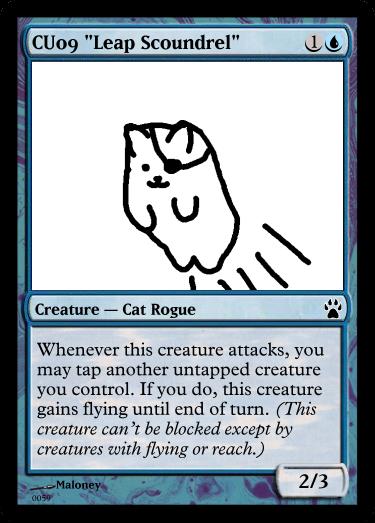 CU09 "Leap Scoundrel" 1
Creature — Cat Rogue
Whenever this creature attacks, you
may tap another untapped creature
you control. If you do, this creature
gains flying until end of turn. (This
creature can't be blocked except by
creatures with flying or reach.)
2/3
Maloney
0059